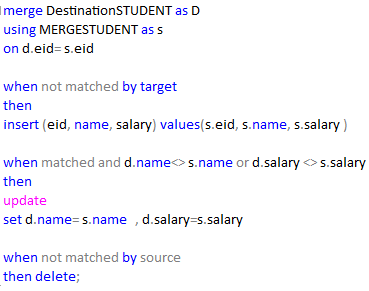 merge DestinationSTUDENT as D
using MERGESTUDENT as s
on d.eid= s.eid
when not matched by target
then
insert (eid, name, salary) values(s.eid, s.name, s.salary )
when matched and d.name<> s.name or d.salary <> s.salary
then
update
set d.name= s.name , d.salary=s.salary
when not matched by source
then delete;